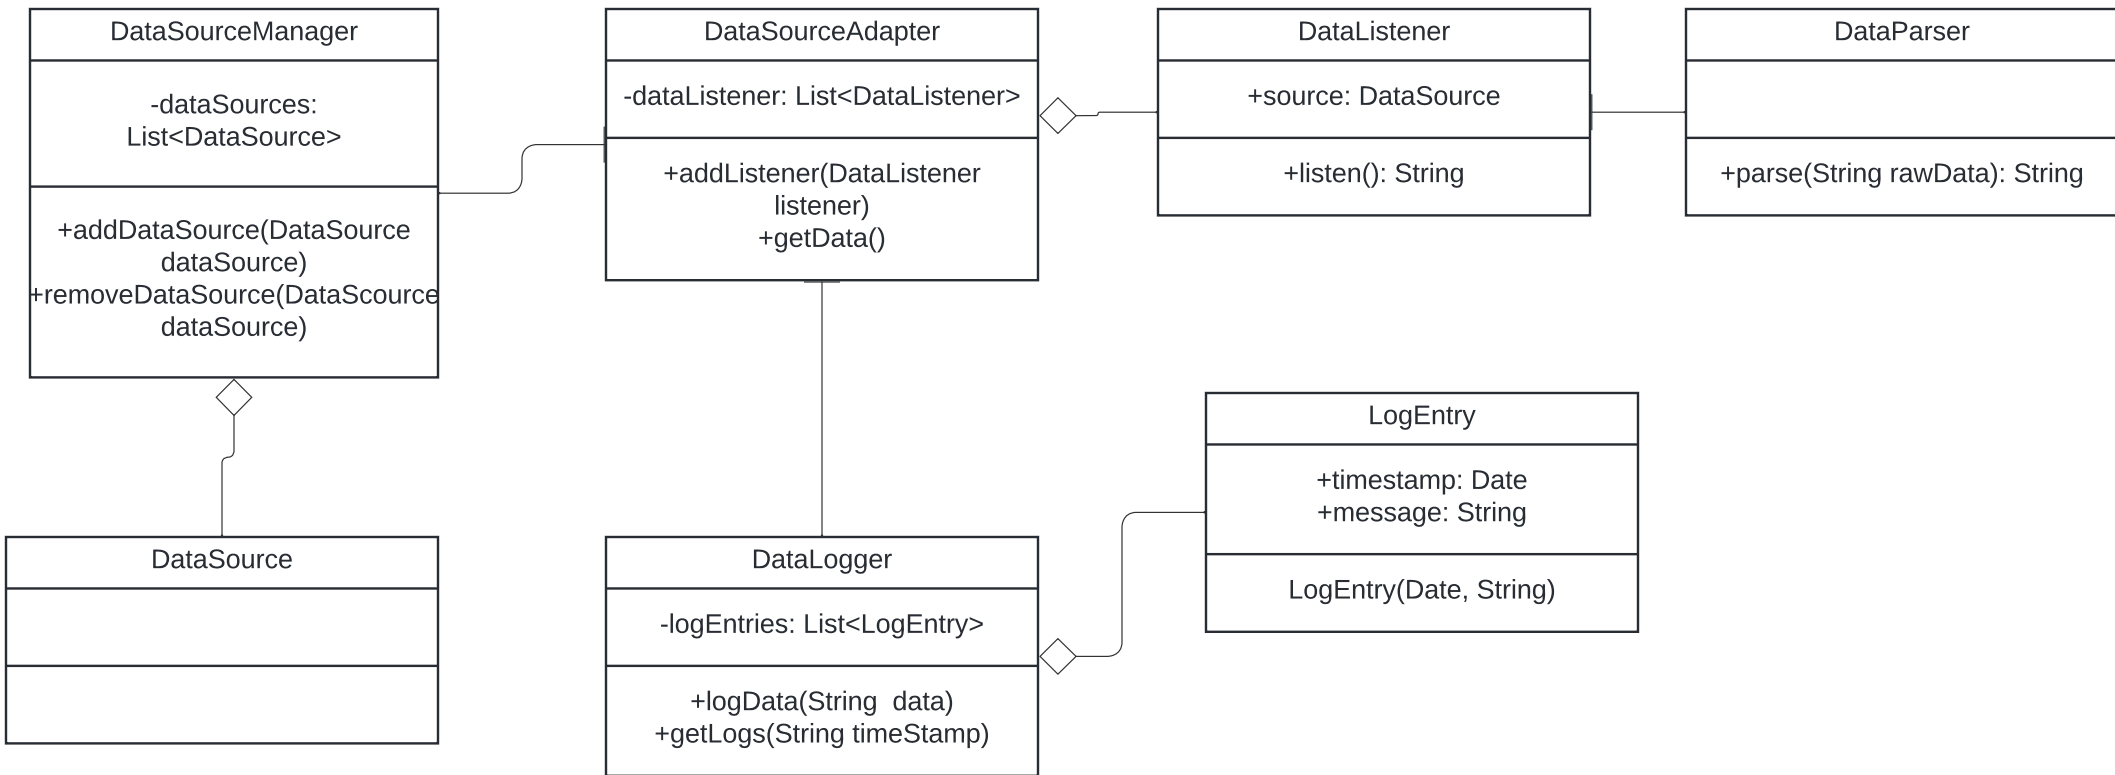 DataSourceManager
-dataSources:
List<DataSource>
+addDataSource(DataSource
dataSource)
+removeDataSource(DataScource
dataSource)
DataSourceAdapter
-dataListener: List<DataListener>
+addListener(DataListener
listener)
+getData()
DataListener
+source: DataSource
+listen(): String
DataParser
+parse(String rawData): String
DataSource
DataLogger
-logEntries: List<LogEntry>
+logData(String  data)
+getLogs(String timeStamp)
LogEntry
+timestamp: Date
+message: String
LogEntry(Date, String)